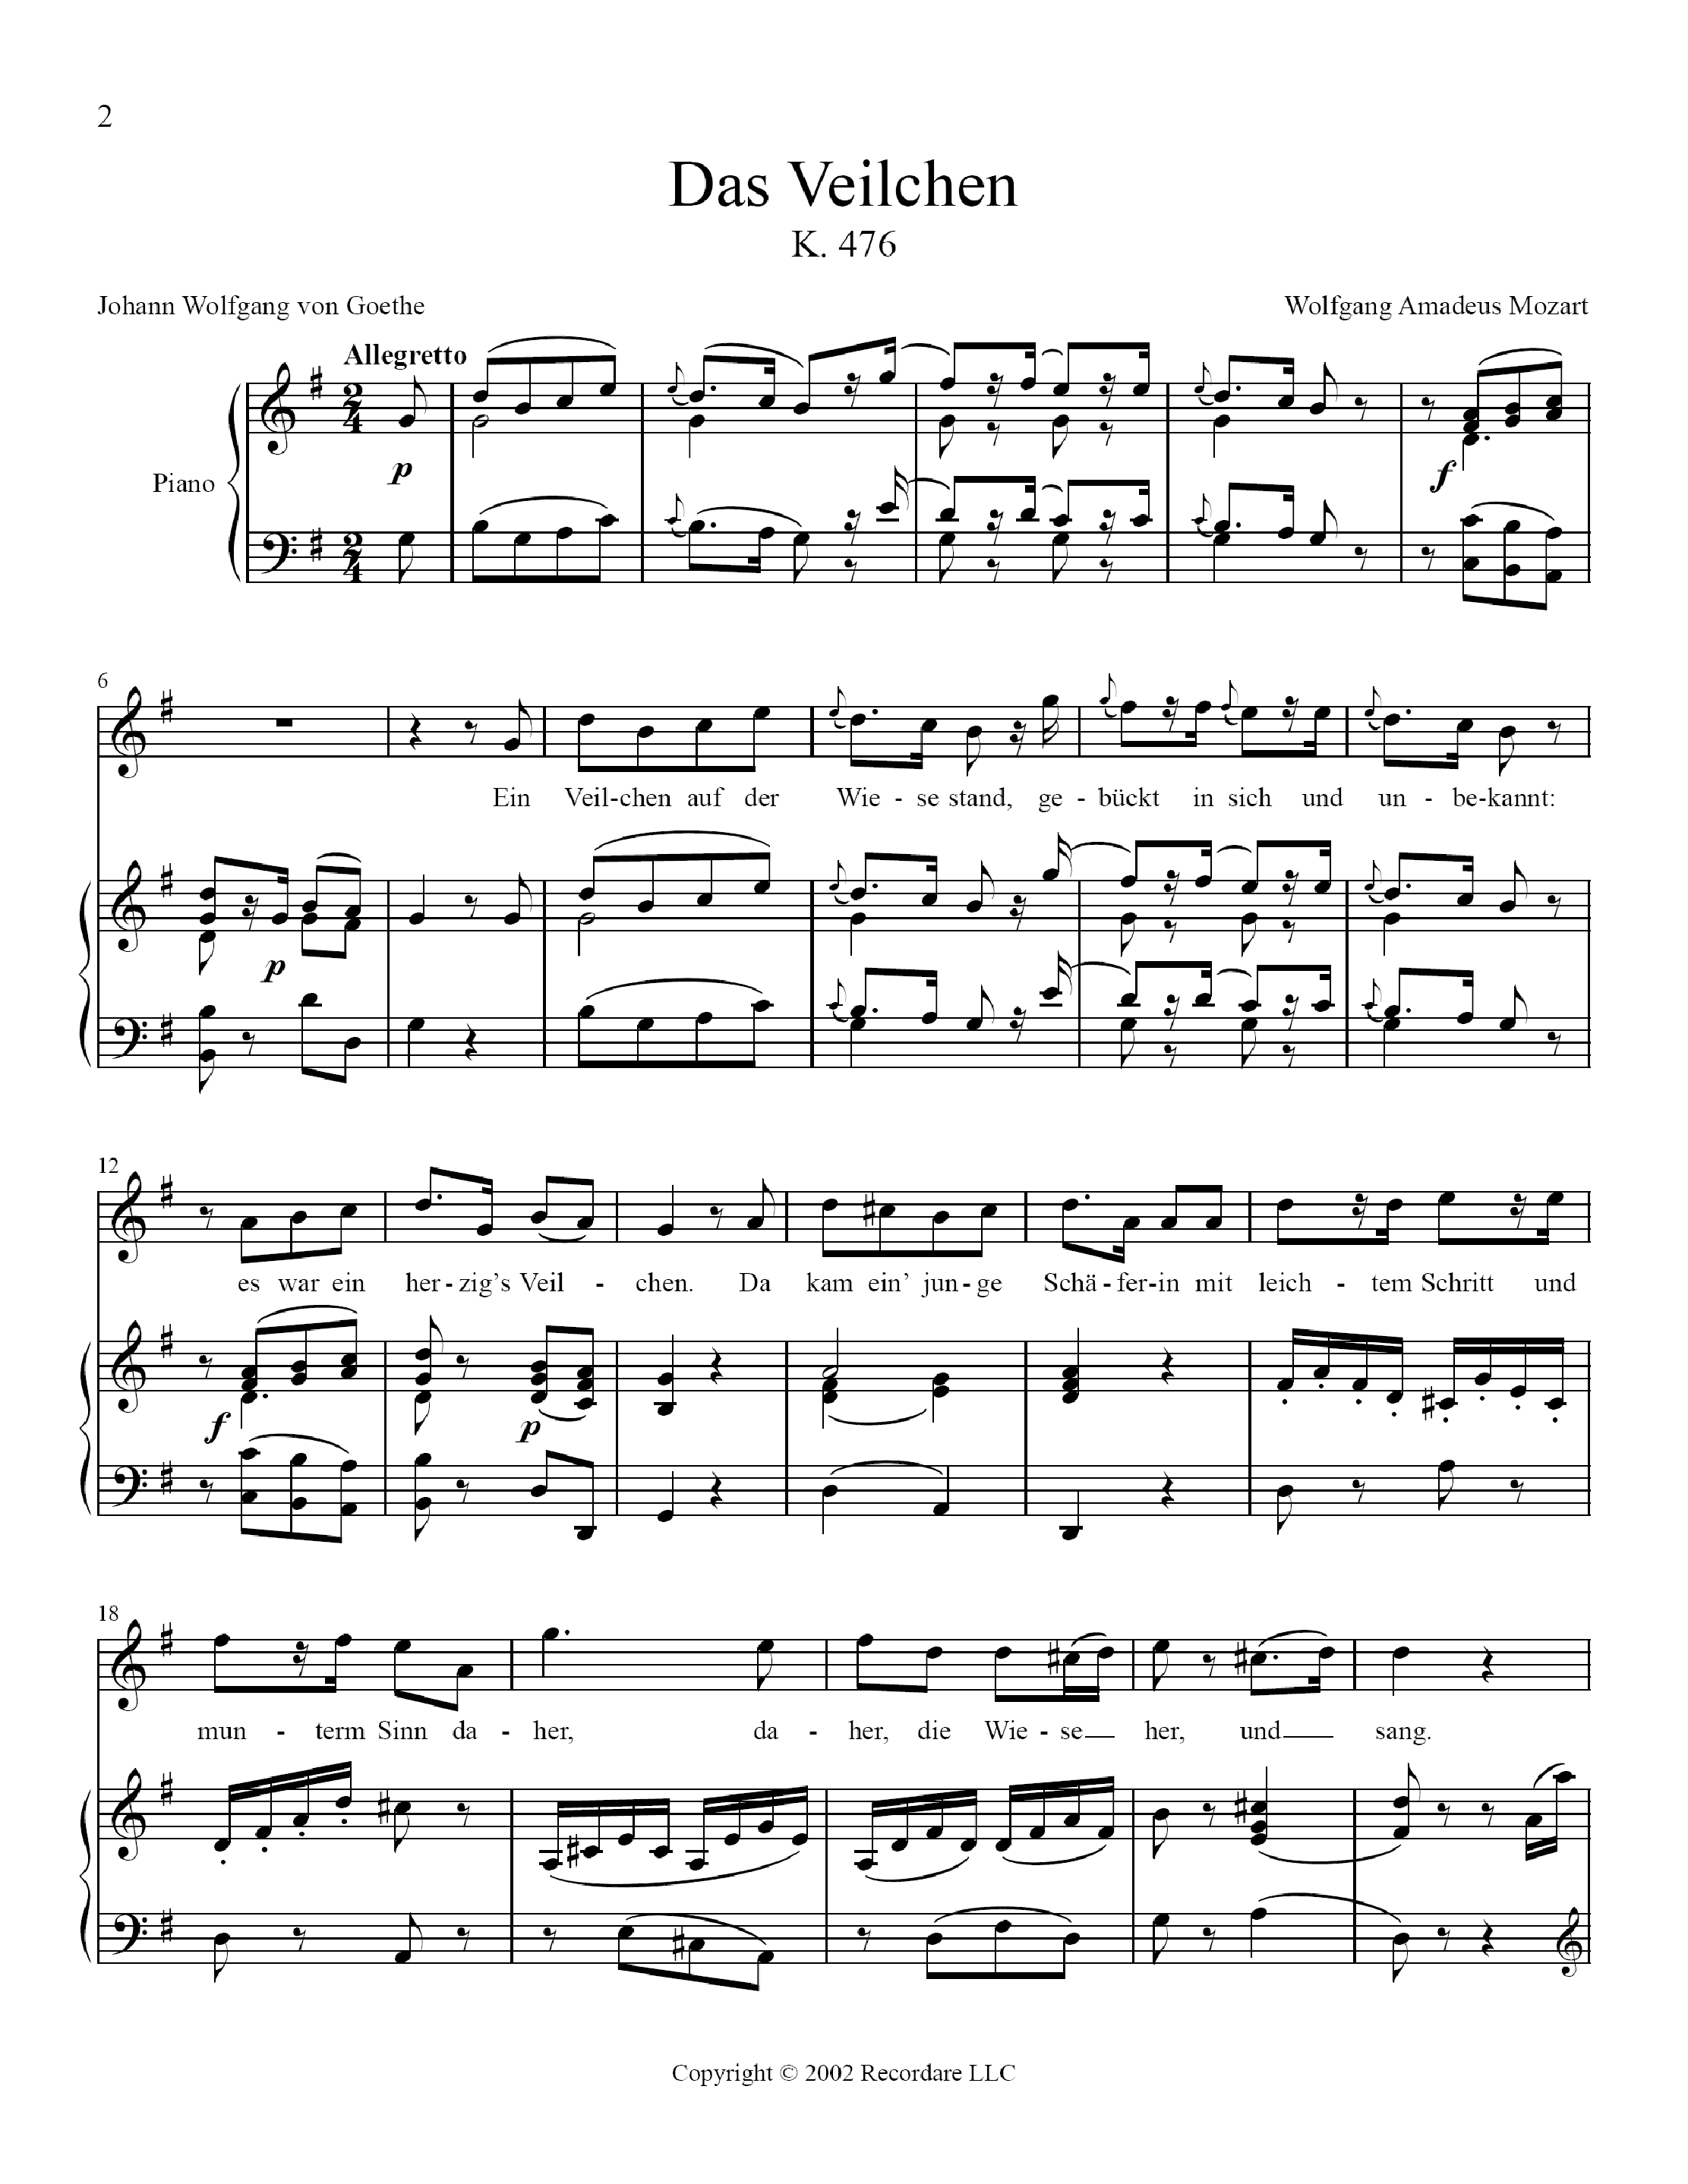 2
Das Veilchen
K. 476
Johann Wolfgang von Goethe
Wolfgang Amadeus Mozart
Allegretto
Piano
p
f
6
Ein Veil-chen auf der Wie - se stand, ge - bückt in sich und un - be-kannt:
p
12
es war ein her-zig's Veil - chen. Da kam ein' jun-ge Schä-fer-in mit leich - tem Schritt und
f
p
18
mun - term Sinn da - her, da - her, die Wie-se her, und sang.
Copyright © 2002 Recordare LLC